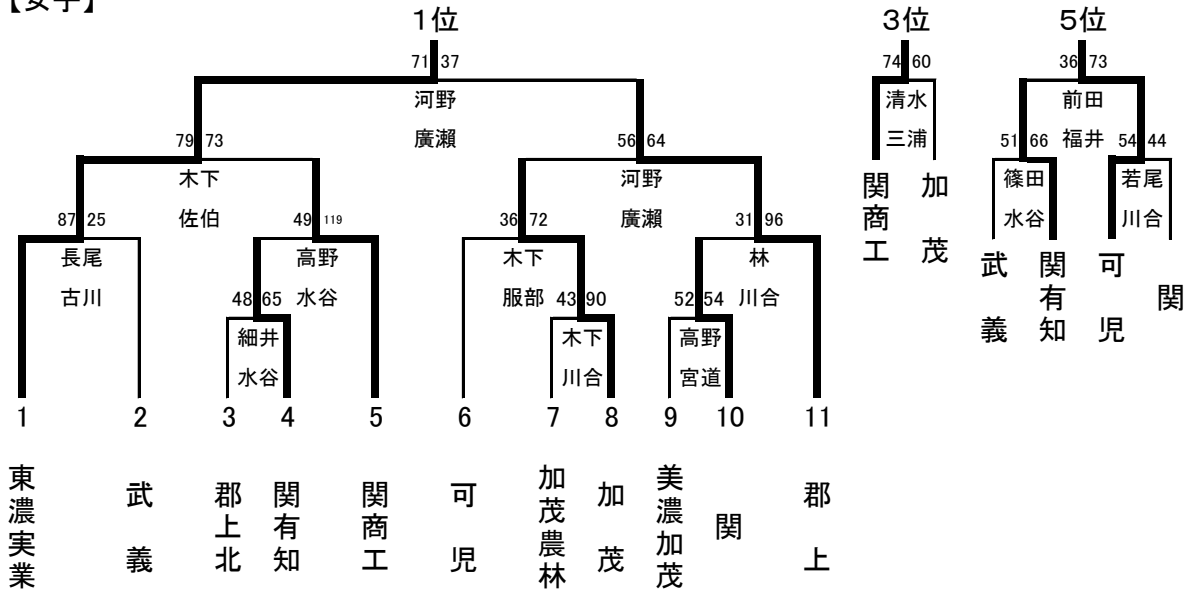 【女子】
1位 3位 5位
71 37 74 60 36 73
河野 清水 前田
廣瀬 三浦 福井
79 73 56 64 51 66 54 44
木下 河野 篠田 若尾
佐伯 廣瀬 水谷 川合
87 25 49 119 36 72 31 96
長尾 高野 木下 林
古川 水谷 服部 川合
関商工 加茂
武義 関有知 可児 関
48 65 43 90 52 54
細井 木下 高野
水谷 川合 宮道
1 2 3 4 5 6 7 8 9 10 11
東濃実業 武義 郡上北 関有知 関商工 可児 加茂農林 加茂 美濃加茂 関 郡上